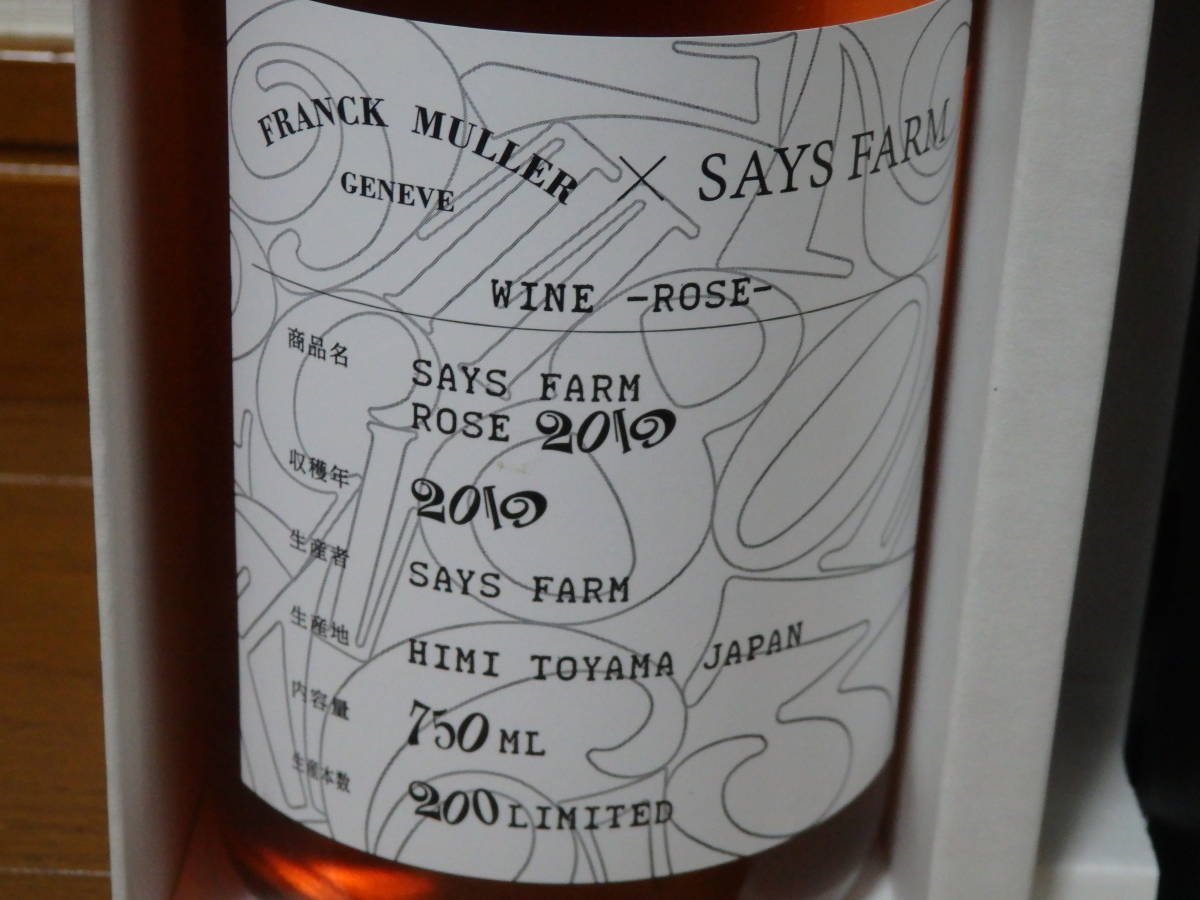 FRANCK MULLER
GENEVE
× SAYS FARM
WINE -ROSE-
商品名
SAYS FARM
ROSE 2019
収穫年
2019
生産者
SAYS FARM
生産地
HIMI TOYAMA JAPAN
内容量
750ML
生産本数
200 LIMITED